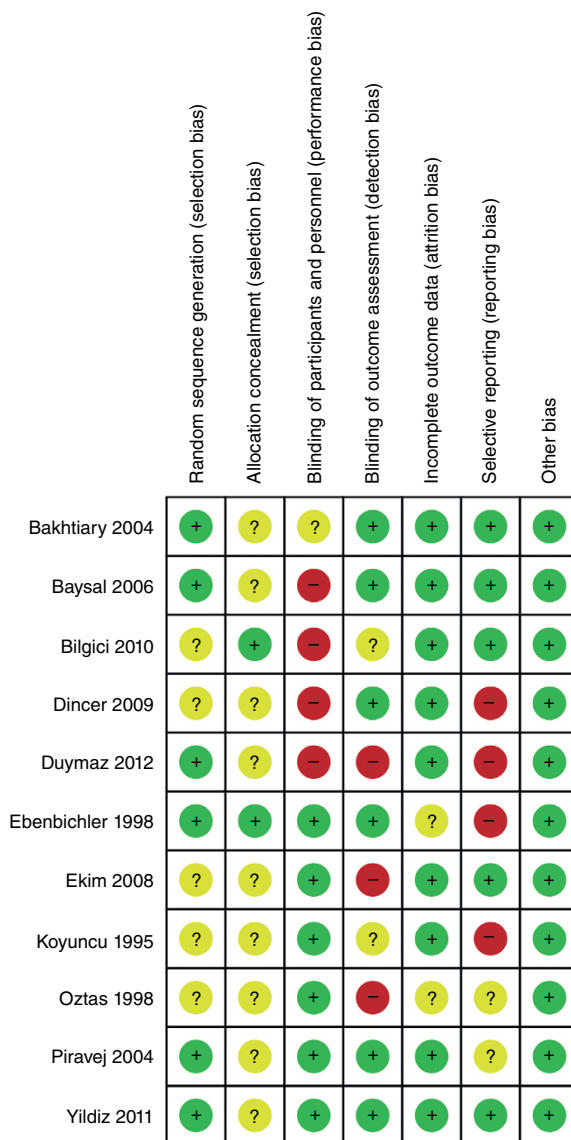 Random sequence generation (selection bias)
Allocation concealment (selection bias)
Blinding of participants and personnel (performance bias)
Blinding of outcome assessment (detection bias)
Incomplete outcome data (attrition bias)
Selective reporting (reporting bias)
Other bias
Bakhtiary 2004 + ? ? + + + +
Baysal 2006 + ? − + + + +
Bilgici 2010 ? + − ? + + +
Dincer 2009 ? ? − + + − +
Duymaz 2012 + ? − − + − +
Ebenbichler 1998 + + + + ? − +
Ekim 2008 ? ? + − + + +
Koyuncu 1995 ? ? + ? + − +
Oztas 1998 ? ? + − ? ? +
Piravej 2004 + ? + + + ? +
Yildiz 2011 + ? + + + + +